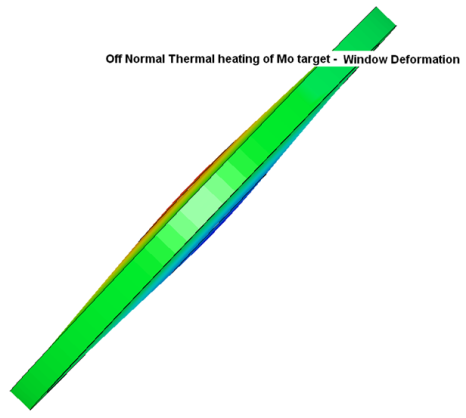 Off Normal Thermal heating of Mo target - Window Deformation